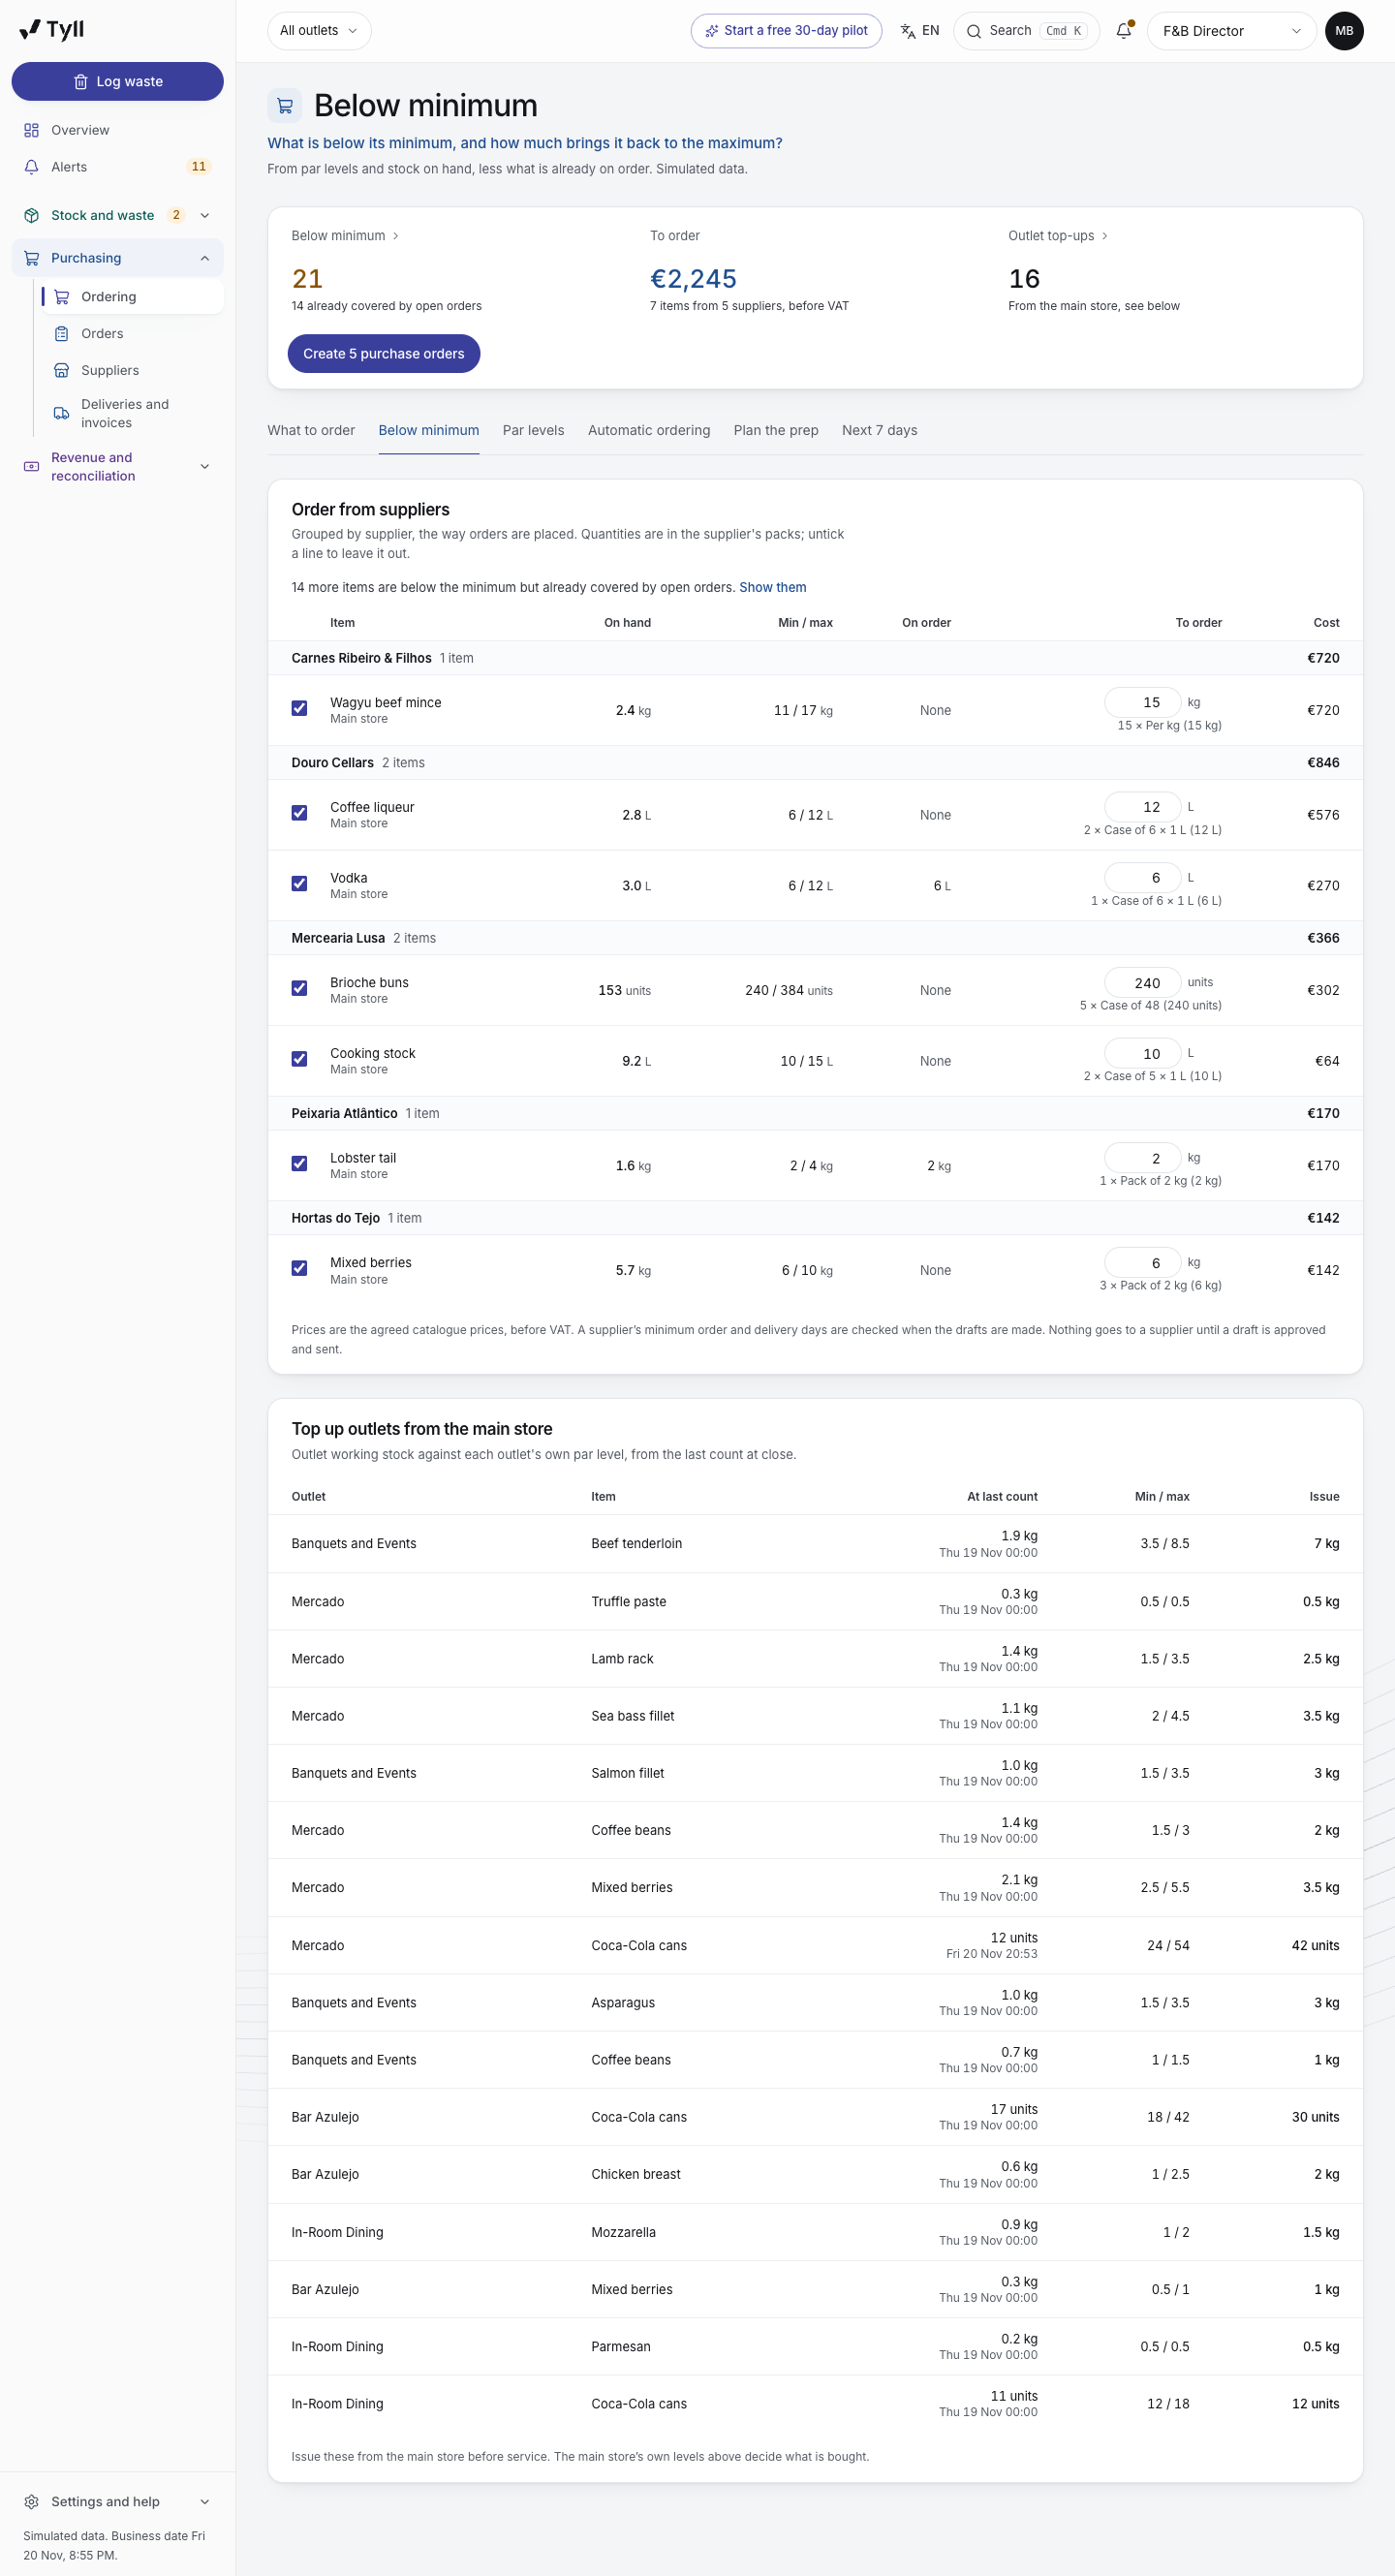 Tyll
Log waste
Overview
Alerts 11
Stock and waste 2
Purchasing
Ordering
Orders
Suppliers
Deliveries and
invoices
Revenue and
reconciliation
Settings and help
Simulated data. Business date Fri
20 Nov, 8:55 PM.
All outlets
Start a free 30-day pilot
EN
Search Cmd K
F&B Director
MB
Below minimum
What is below its minimum, and how much brings it back to the maximum?
From par levels and stock on hand, less what is already on order. Simulated data.
Below minimum
21
14 already covered by open orders
To order
€2,245
7 items from 5 suppliers, before VAT
Outlet top-ups
16
From the main store, see below
Create 5 purchase orders
What to order Below minimum Par levels Automatic ordering Plan the prep Next 7 days
Order from suppliers
Grouped by supplier, the way orders are placed. Quantities are in the supplier's packs; untick
a line to leave it out.
14 more items are below the minimum but already covered by open orders. Show them
Item On hand Min / max On order To order Cost
Carnes Ribeiro & Filhos 1 item €720
Wagyu beef mince 2.4 kg 11 / 17 kg None 15 kg €720
Main store 15 × Per kg (15 kg)
Douro Cellars 2 items €846
Coffee liqueur 2.8 L 6 / 12 L None 12 L €576
Main store 2 × Case of 6 × 1 L (12 L)
Vodka 3.0 L 6 / 12 L 6 L 6 L €270
Main store 1 × Case of 6 × 1 L (6 L)
Mercearia Lusa 2 items €366
Brioche buns 153 units 240 / 384 units None 240 units €302
Main store 5 × Case of 48 (240 units)
Cooking stock 9.2 L 10 / 15 L None 10 L €64
Main store 2 × Case of 5 × 1 L (10 L)
Peixaria Atlântico 1 item €170
Lobster tail 1.6 kg 2 / 4 kg 2 kg 2 kg €170
Main store 1 × Pack of 2 kg (2 kg)
Hortas do Tejo 1 item €142
Mixed berries 5.7 kg 6 / 10 kg None 6 kg €142
Main store 3 × Pack of 2 kg (6 kg)
Prices are the agreed catalogue prices, before VAT. A supplier’s minimum order and delivery days are checked when the drafts are made. Nothing goes to a supplier until a draft is approved
and sent.
Top up outlets from the main store
Outlet working stock against each outlet's own par level, from the last count at close.
Outlet Item At last count Min / max Issue
Banquets and Events Beef tenderloin 1.9 kg 3.5 / 8.5 7 kg
Thu 19 Nov 00:00
Mercado Truffle paste 0.3 kg 0.5 / 0.5 0.5 kg
Thu 19 Nov 00:00
Mercado Lamb rack 1.4 kg 1.5 / 3.5 2.5 kg
Thu 19 Nov 00:00
Mercado Sea bass fillet 1.1 kg 2 / 4.5 3.5 kg
Thu 19 Nov 00:00
Banquets and Events Salmon fillet 1.0 kg 1.5 / 3.5 3 kg
Thu 19 Nov 00:00
Mercado Coffee beans 1.4 kg 1.5 / 3 2 kg
Thu 19 Nov 00:00
Mercado Mixed berries 2.1 kg 2.5 / 5.5 3.5 kg
Thu 19 Nov 00:00
Mercado Coca-Cola cans 12 units 24 / 54 42 units
Fri 20 Nov 20:53
Banquets and Events Asparagus 1.0 kg 1.5 / 3.5 3 kg
Thu 19 Nov 00:00
Banquets and Events Coffee beans 0.7 kg 1 / 1.5 1 kg
Thu 19 Nov 00:00
Bar Azulejo Coca-Cola cans 17 units 18 / 42 30 units
Thu 19 Nov 00:00
Bar Azulejo Chicken breast 0.6 kg 1 / 2.5 2 kg
Thu 19 Nov 00:00
In-Room Dining Mozzarella 0.9 kg 1 / 2 1.5 kg
Thu 19 Nov 00:00
Bar Azulejo Mixed berries 0.3 kg 0.5 / 1 1 kg
Thu 19 Nov 00:00
In-Room Dining Parmesan 0.2 kg 0.5 / 0.5 0.5 kg
Thu 19 Nov 00:00
In-Room Dining Coca-Cola cans 11 units 12 / 18 12 units
Thu 19 Nov 00:00
Issue these from the main store before service. The main store’s own levels above decide what is bought.